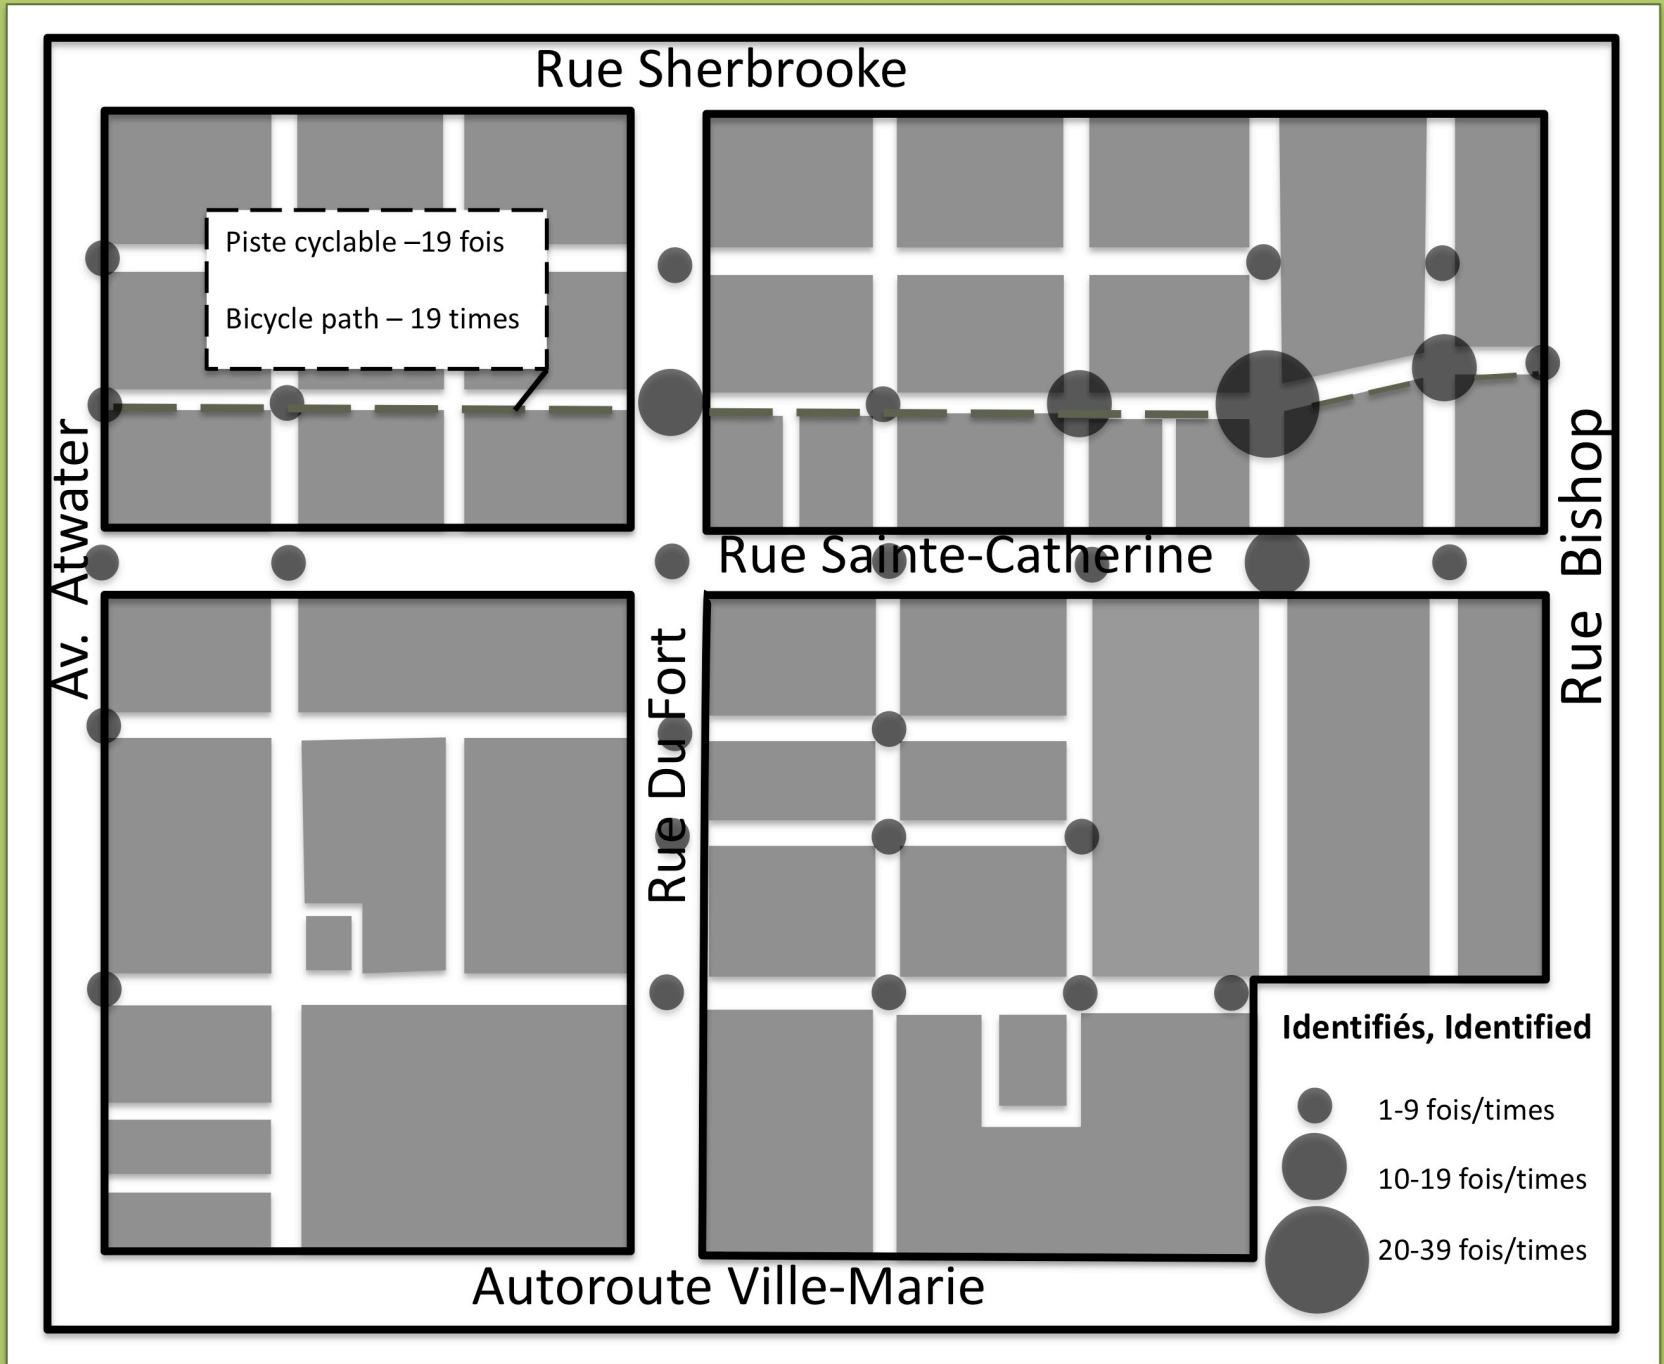 Rue Sherbrooke
Piste cyclable –19 fois
Bicycle path – 19 times
Av. Atwater
Rue Sainte-Catherine
Rue Bishop
Rue Du Fort
Identifiés, Identified
1-9 fois/times
10-19 fois/times
20-39 fois/times
Autoroute Ville-Marie